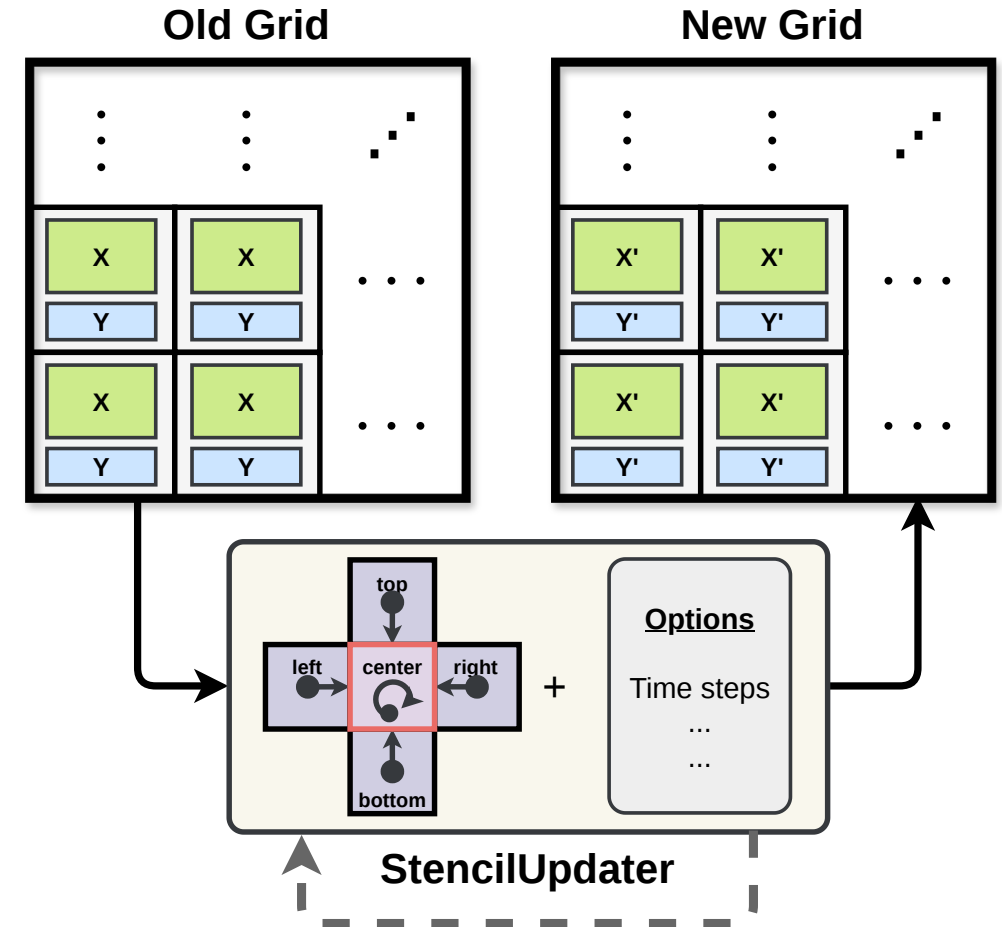 Old Grid New Grid
X X X' X'
Y Y Y' Y'
X X X' X'
Y Y Y' Y'
top
left center right
bottom
+
Options
Time steps
...
...
StencilUpdater